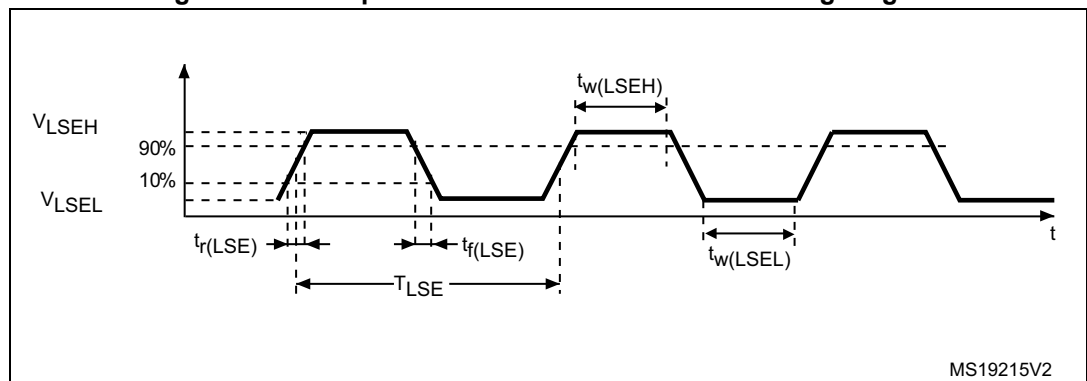 t_w(LSEH)
V_LSEH
90%
10%
V_LSEL
t
t_r(LSE)
t_f(LSE)
t_w(LSEL)
T_LSE
MS19215V2